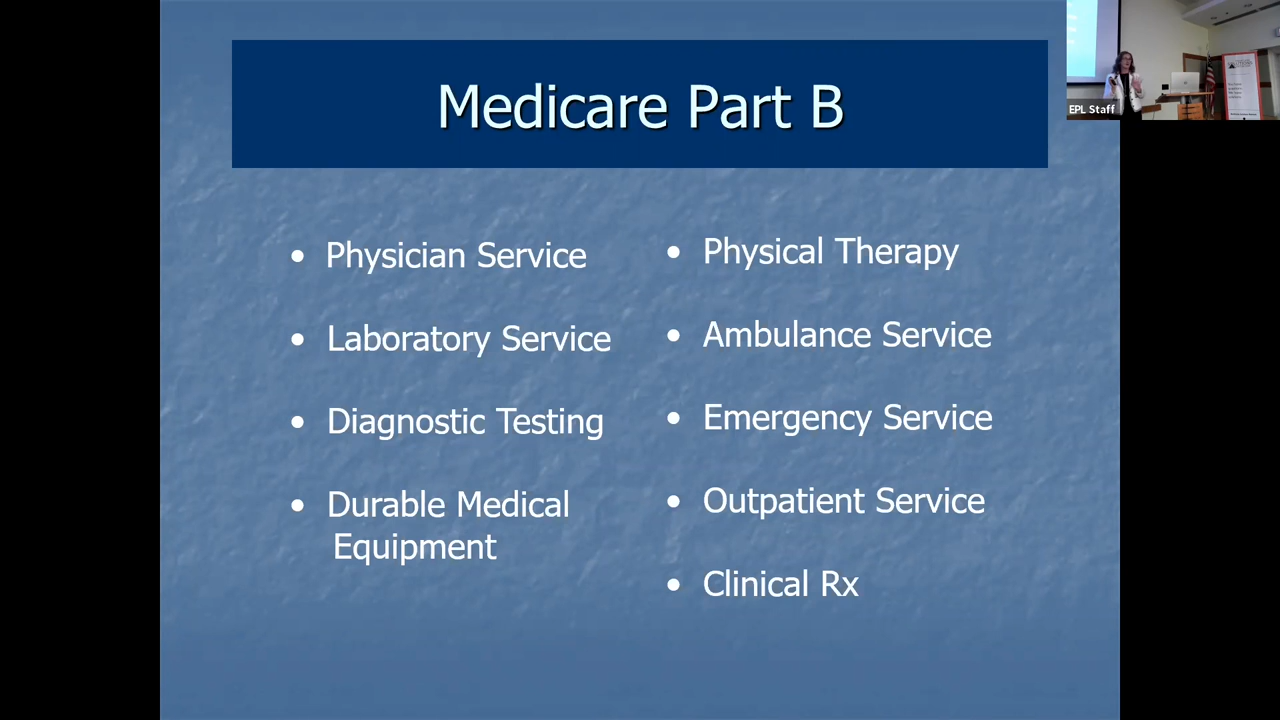 Medicare Part B
• Physician Service
• Laboratory Service
• Diagnostic Testing
• Durable Medical
Equipment
• Physical Therapy
• Ambulance Service
• Emergency Service
• Outpatient Service
• Clinical Rx
EPL Staff